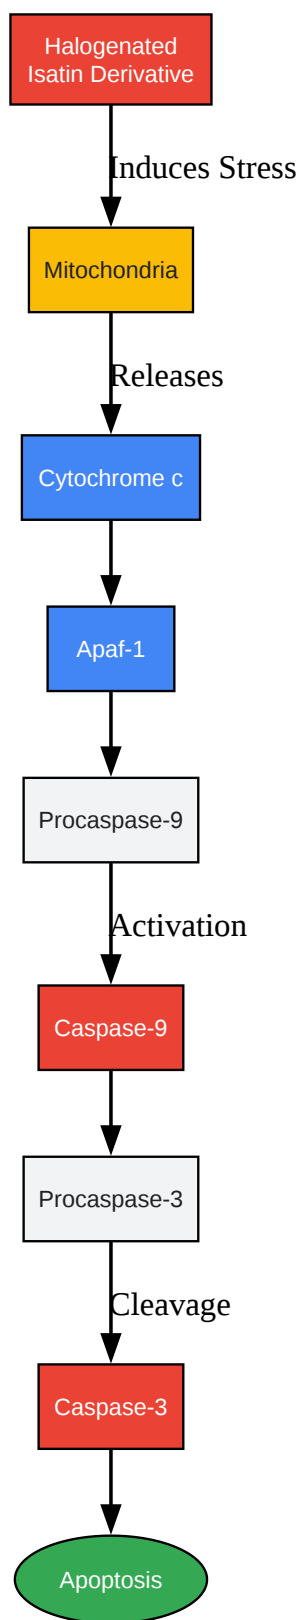 Halogenated
Isatin Derivative
Induces Stress
Mitochondria
Releases
Cytochrome c
Apaf-1
Procaspase-9
Activation
Caspase-9
Procaspase-3
Cleavage
Caspase-3
Apoptosis